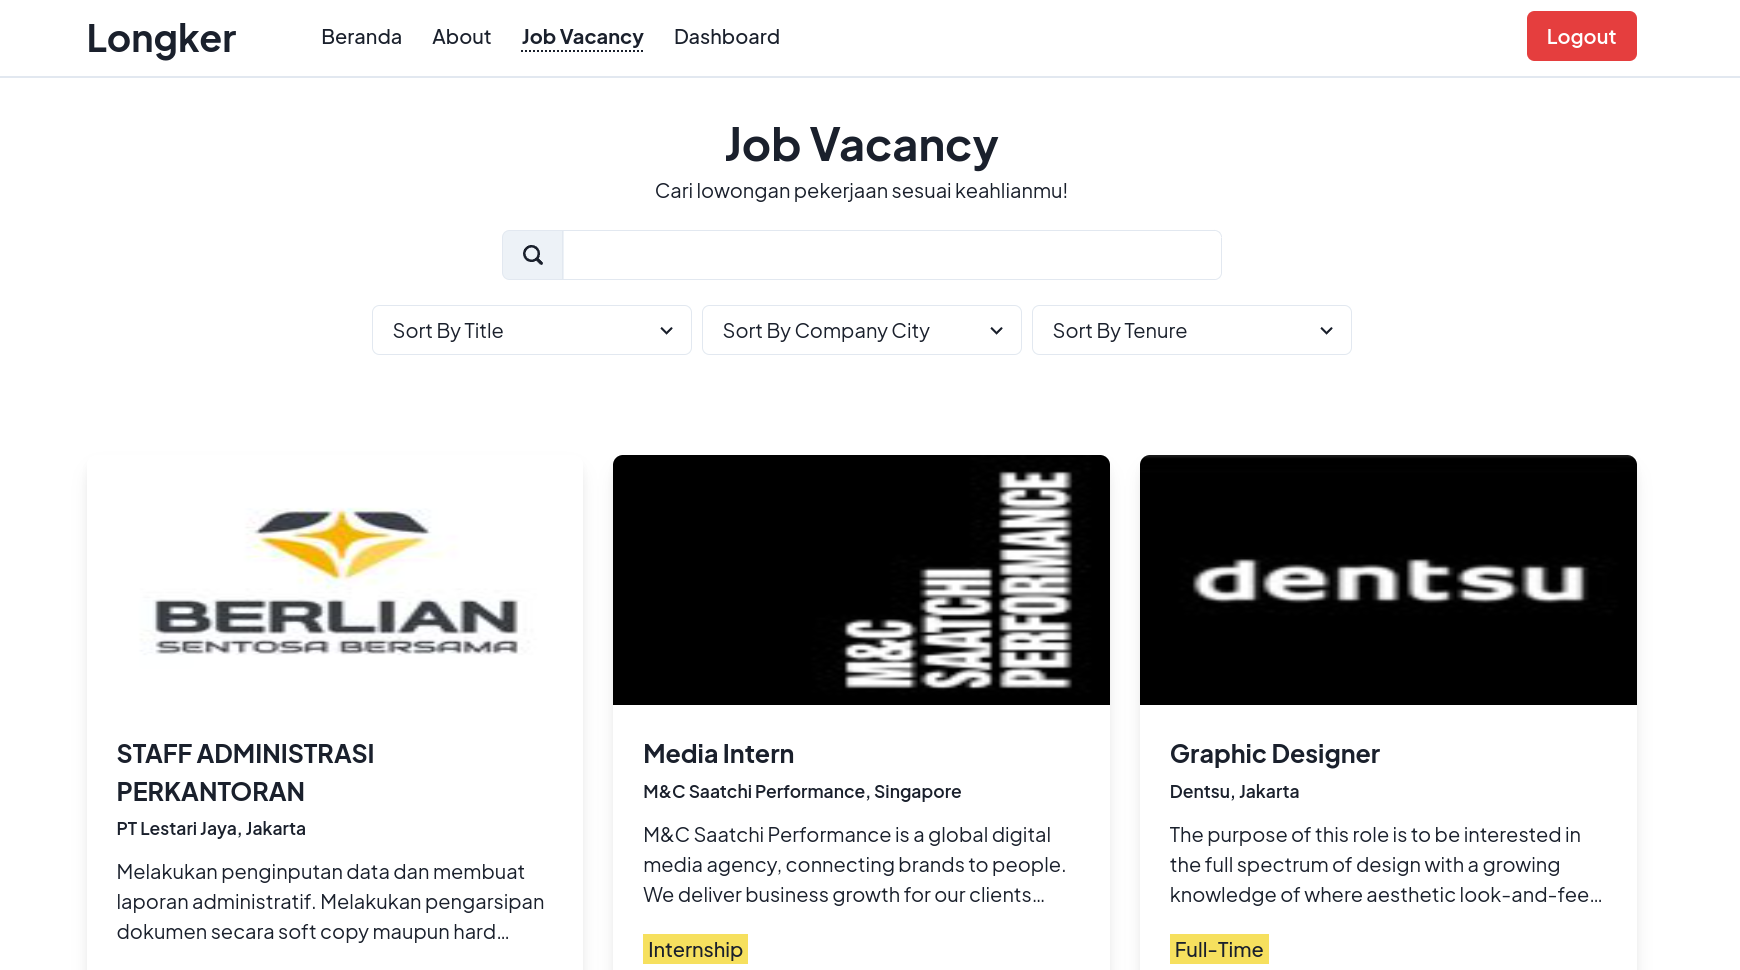 Longker
Beranda
About
Job Vacancy
Dashboard
Logout
Job Vacancy
Cari lowongan pekerjaan sesuai keahlianmu!
Sort By Title
Sort By Company City
Sort By Tenure
BERLIAN
SENTOSA BERSAMA
STAFF ADMINISTRASI
PERKANTORAN
PT Lestari Jaya, Jakarta
Melakukan penginputan data dan membuat
laporan administratif. Melakukan pengarsipan
dokumen secara soft copy maupun hard...
M&C
SAATCHI
PERFORMANCE
Media Intern
M&C Saatchi Performance, Singapore
M&C Saatchi Performance is a global digital
media agency, connecting brands to people.
We deliver business growth for our clients...
Internship
dentsu
Graphic Designer
Dentsu, Jakarta
The purpose of this role is to be interested in
the full spectrum of design with a growing
knowledge of where aesthetic look-and-fee...
Full-Time